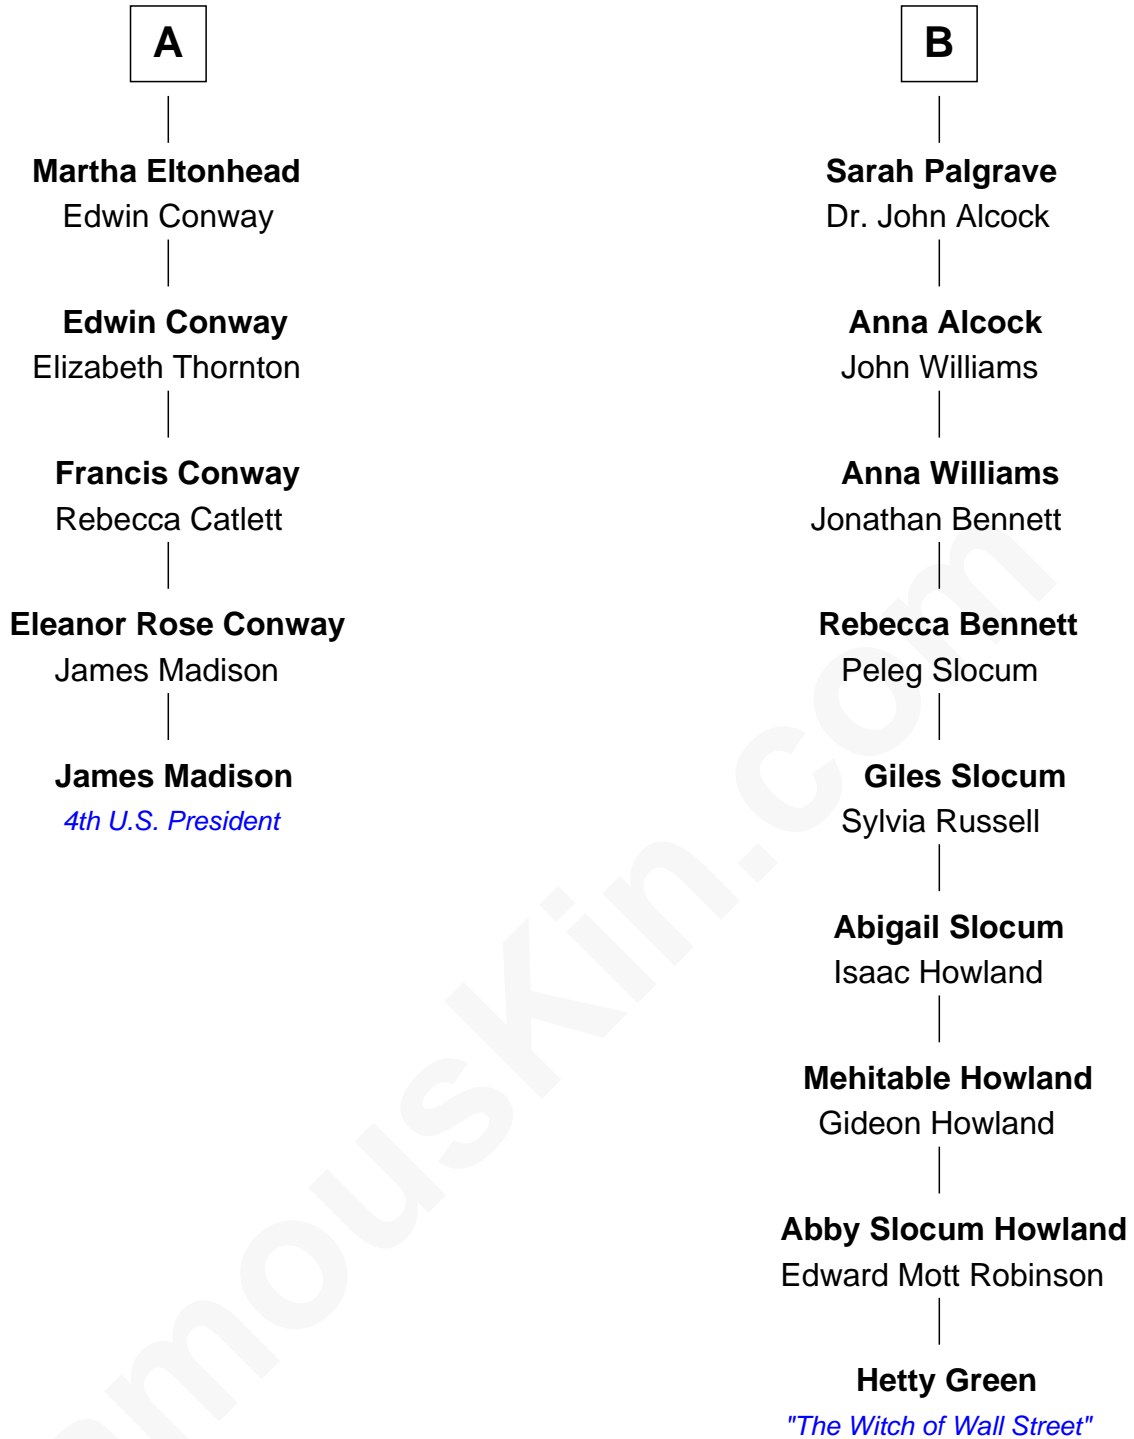 A
Martha Eltonhead
Edwin Conway
Edwin Conway
Elizabeth Thornton
Francis Conway
Rebecca Catlett
Eleanor Rose Conway
James Madison
James Madison
4th U.S. President
B
Sarah Palgrave
Dr. John Alcock
Anna Alcock
John Williams
Anna Williams
Jonathan Bennett
Rebecca Bennett
Peleg Slocum
Giles Slocum
Sylvia Russell
Abigail Slocum
Isaac Howland
Mehitable Howland
Gideon Howland
Abby Slocum Howland
Edward Mott Robinson
Hetty Green
"The Witch of Wall Street"
amouskin.com